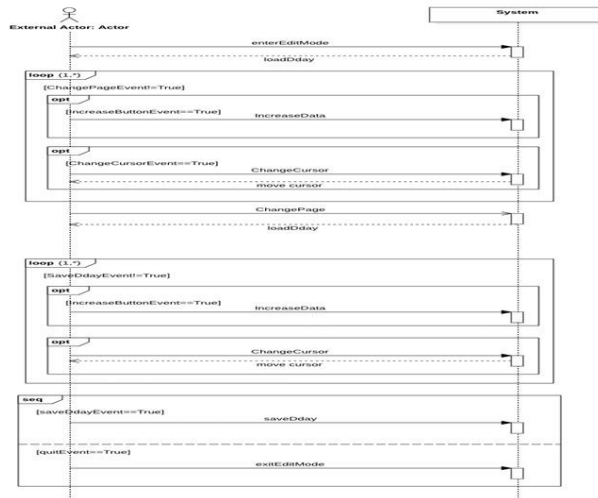 System
External Actor: Actor
enterEditMode
loadDday
loop (1,*)
[ChangePageEvent!=True]
opt
[IncreaseButtonEvent==True]
IncreaseData
opt
[ChangeCursorEvent==True]
ChangeCursor
move cursor
ChangePage
loadDday
loop (1,*)
[SaveDdayEvent!=True]
opt
[IncreaseButtonEvent==True]
IncreaseData
opt
ChangeCursor
move cursor
seq
[saveDdayEvent==True]
saveDday
[quitEvent==True]
exitEditMode